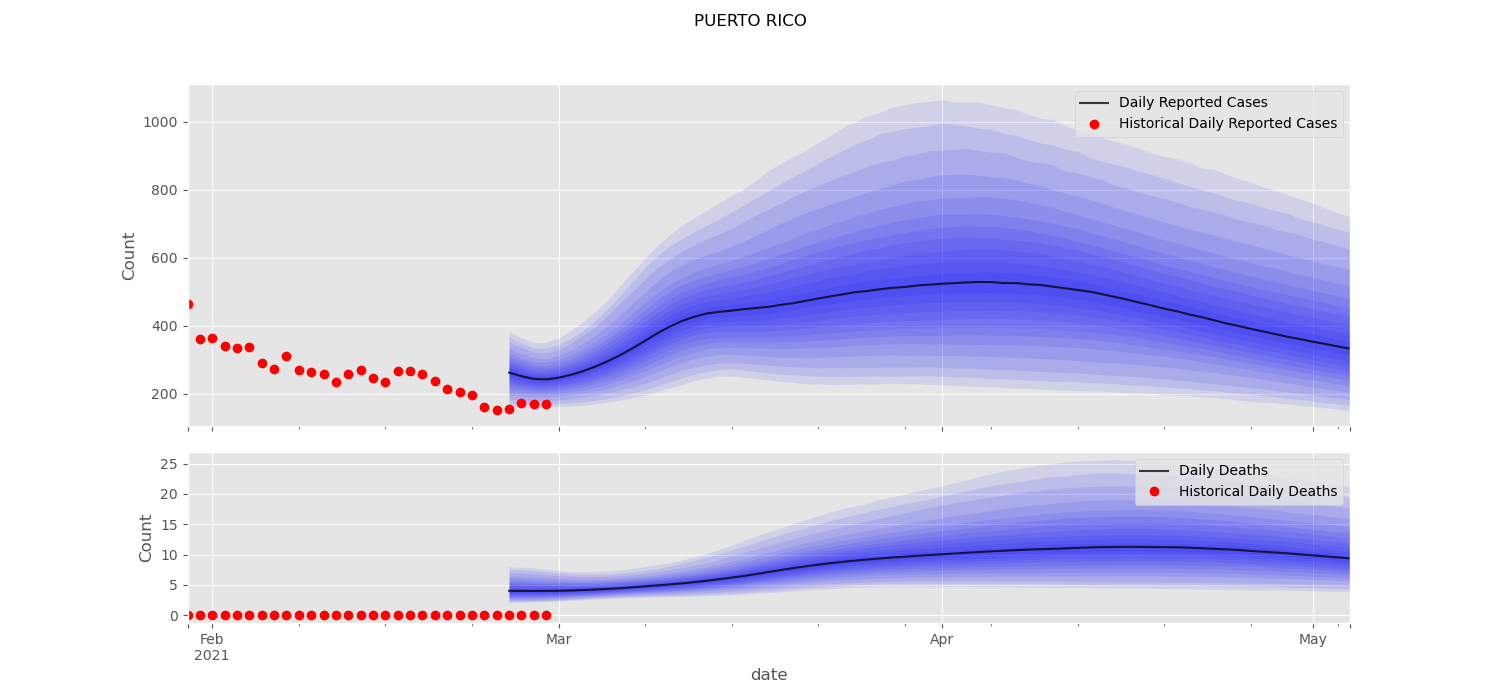 PUERTO RICO
Daily Reported Cases
Historical Daily Reported Cases
1000
800
600
400
200
Count
Daily Deaths
Historical Daily Deaths
25
20
15
10
5
0
Count
Feb
2021
Mar
Apr
May
date